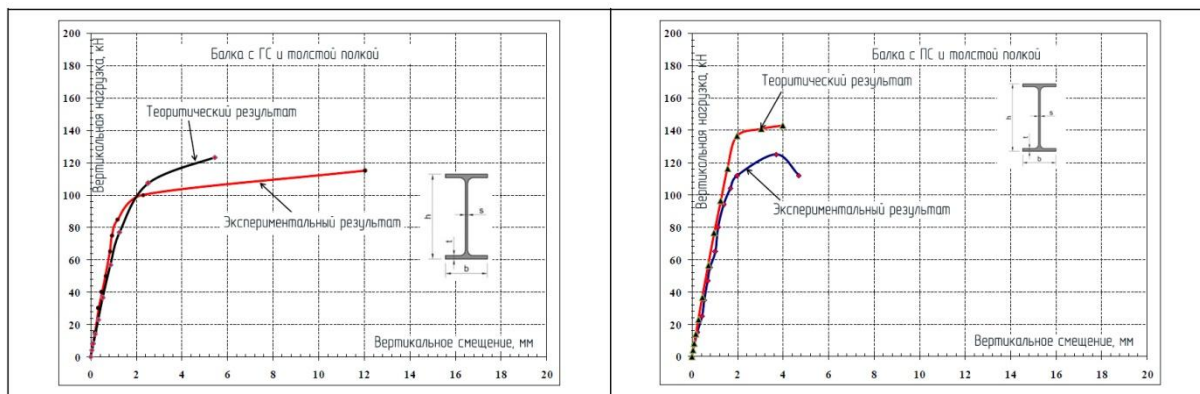 Балка с ГС и толстой полкой
Вертикальная нагрузка, кН
200
180
160
140
120
100
80
60
40
20
0
Теоритический результат
Экспериментальный результат
h
s
t
b
Вертикальное смещение, мм
0 2 4 6 8 10 12 14 16 18 20
Балка с ПС и толстой полкой
Вертикальная нагрузка, кН
200
180
160
140
120
100
80
60
40
20
0
Теоритический результат
Экспериментальный результат
h
s
t
b
Вертикальное смещение, мм
0 2 4 6 8 10 12 14 16 18 20